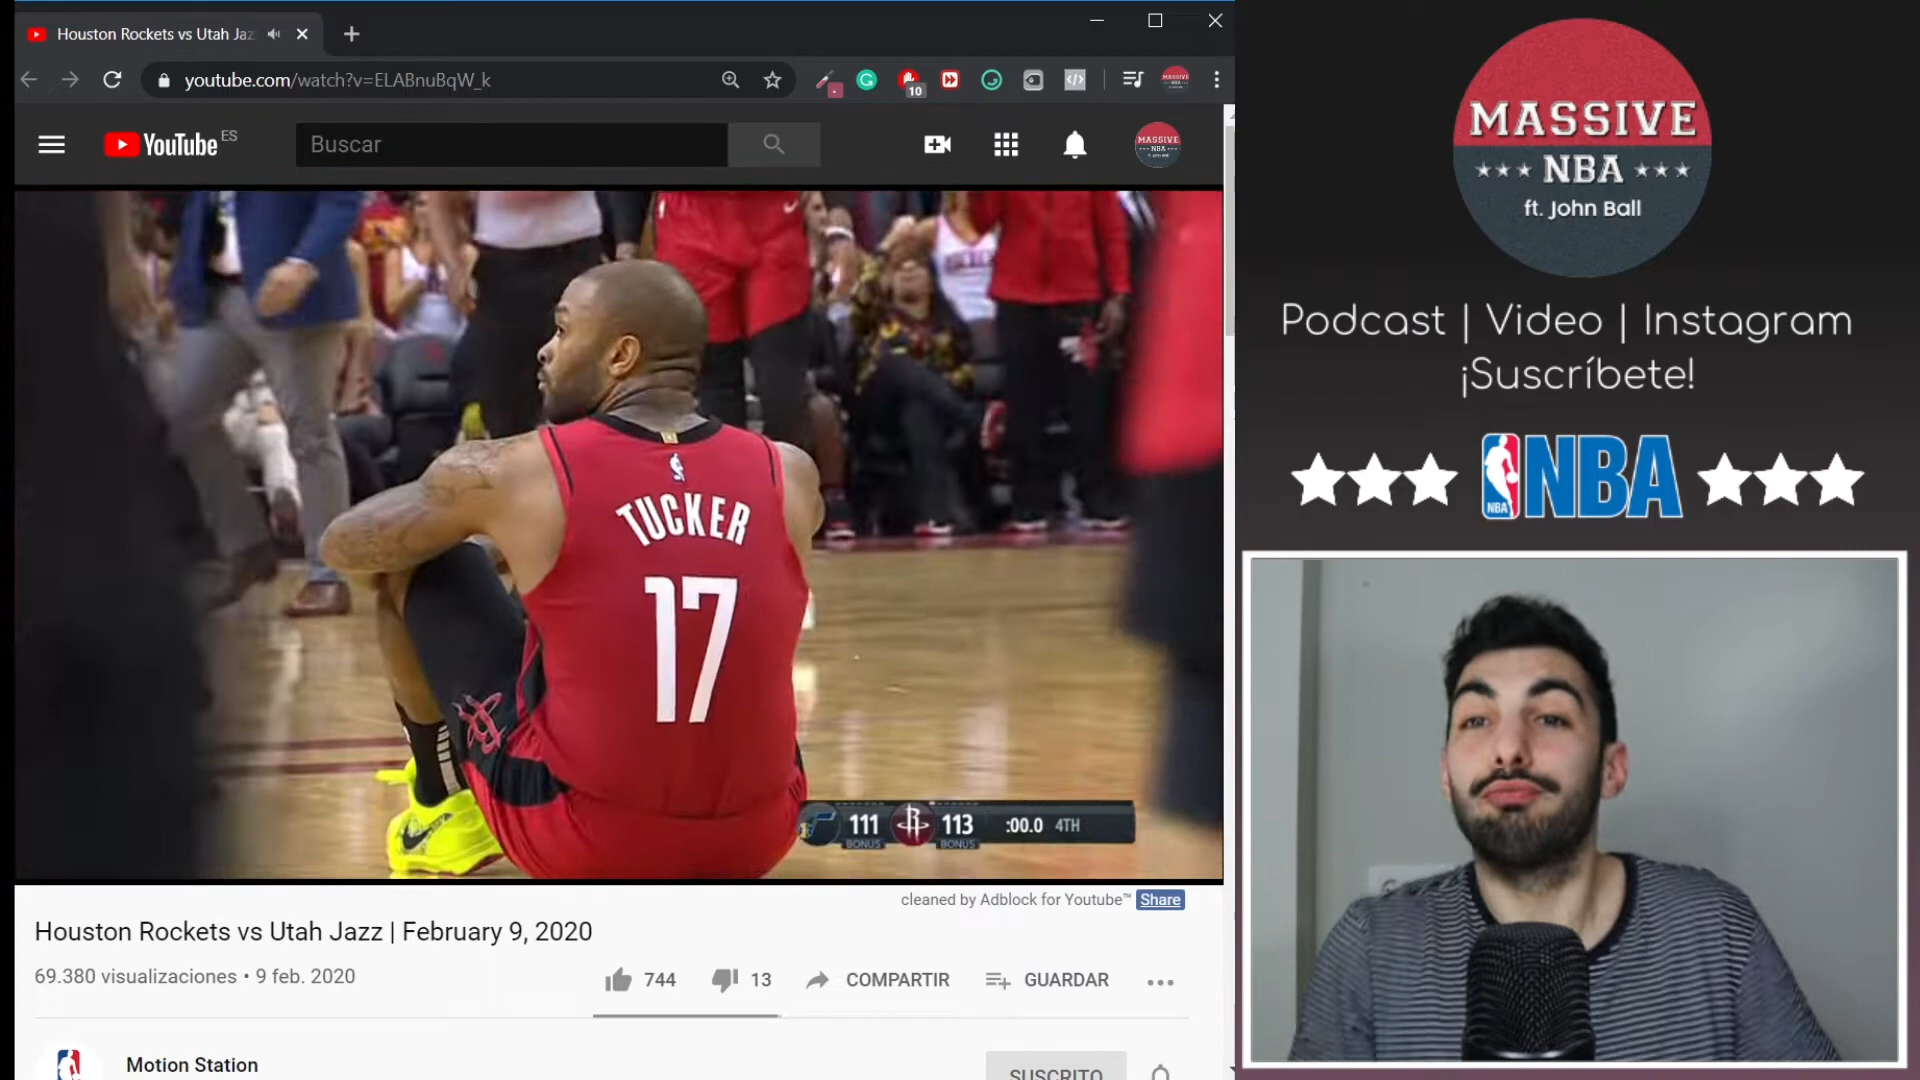 Houston Rockets vs Utah Jaz
youtube.com/watch?v=ELABnuBqW_k
10
YouTube ES
Buscar
MASSIVE
NBA
TUCKER
17
111 113 :00.0 4TH
BONUS BONUS
cleaned by Adblock for Youtube™ Share
Houston Rockets vs Utah Jazz | February 9, 2020
69.380 visualizaciones • 9 feb. 2020
744 13 COMPARTIR GUARDAR
Motion Station
SUSCRITO
MASSIVE
NBA
ft. John Ball
Podcast | Video | Instagram
¡Suscríbete!
NBA
NBA